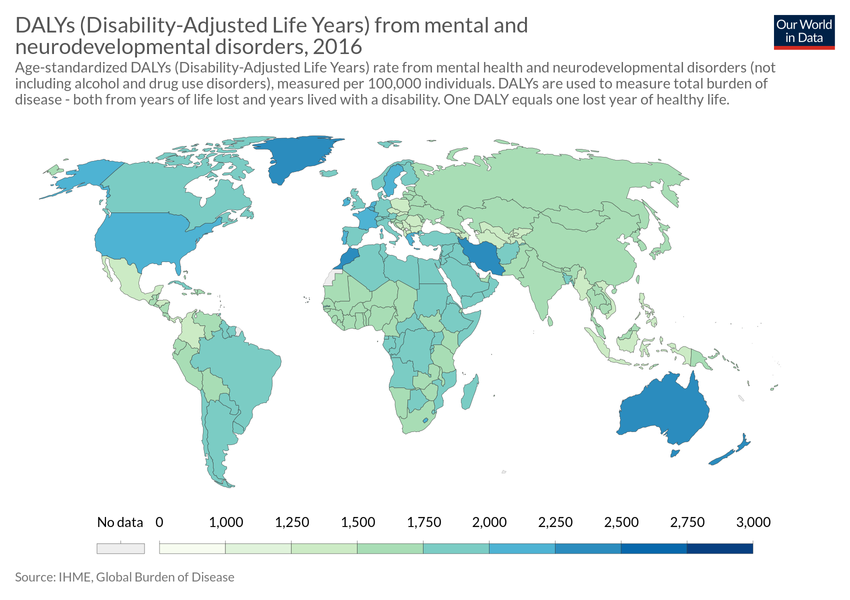 DALYs (Disability-Adjusted Life Years) from mental and
neurodevelopmental disorders, 2016
Our World
in Data
Age-standardized DALYs (Disability-Adjusted Life Years) rate from mental health and neurodevelopmental disorders (not
including alcohol and drug use disorders), measured per 100,000 individuals. DALYs are used to measure total burden of
disease - both from years of life lost and years lived with a disability. One DALY equals one lost year of healthy life.
No data 0 1,000 1,250 1,500 1,750 2,000 2,250 2,500 2,750 3,000
Source: IHME, Global Burden of Disease